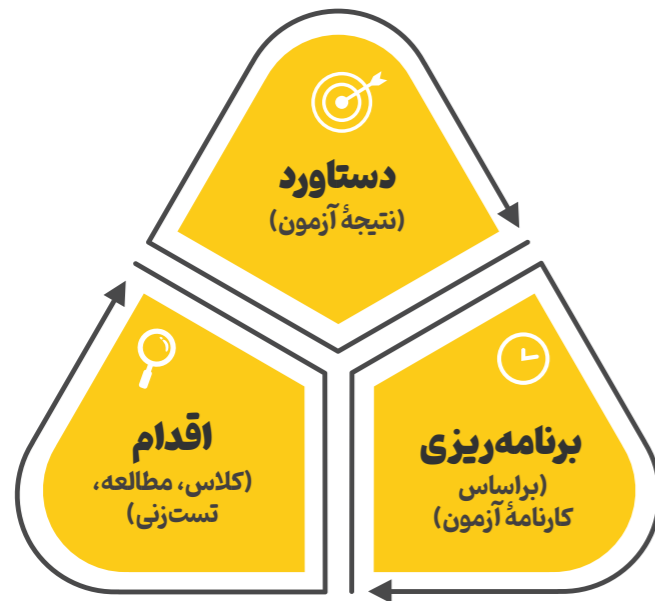 دستاورد
(نتیجهٔ آزمون)
برنامه‌ریزی
(براساس
کارنامهٔ آزمون)
اقدام
(کلاس، مطالعه،
تست‌زنی)